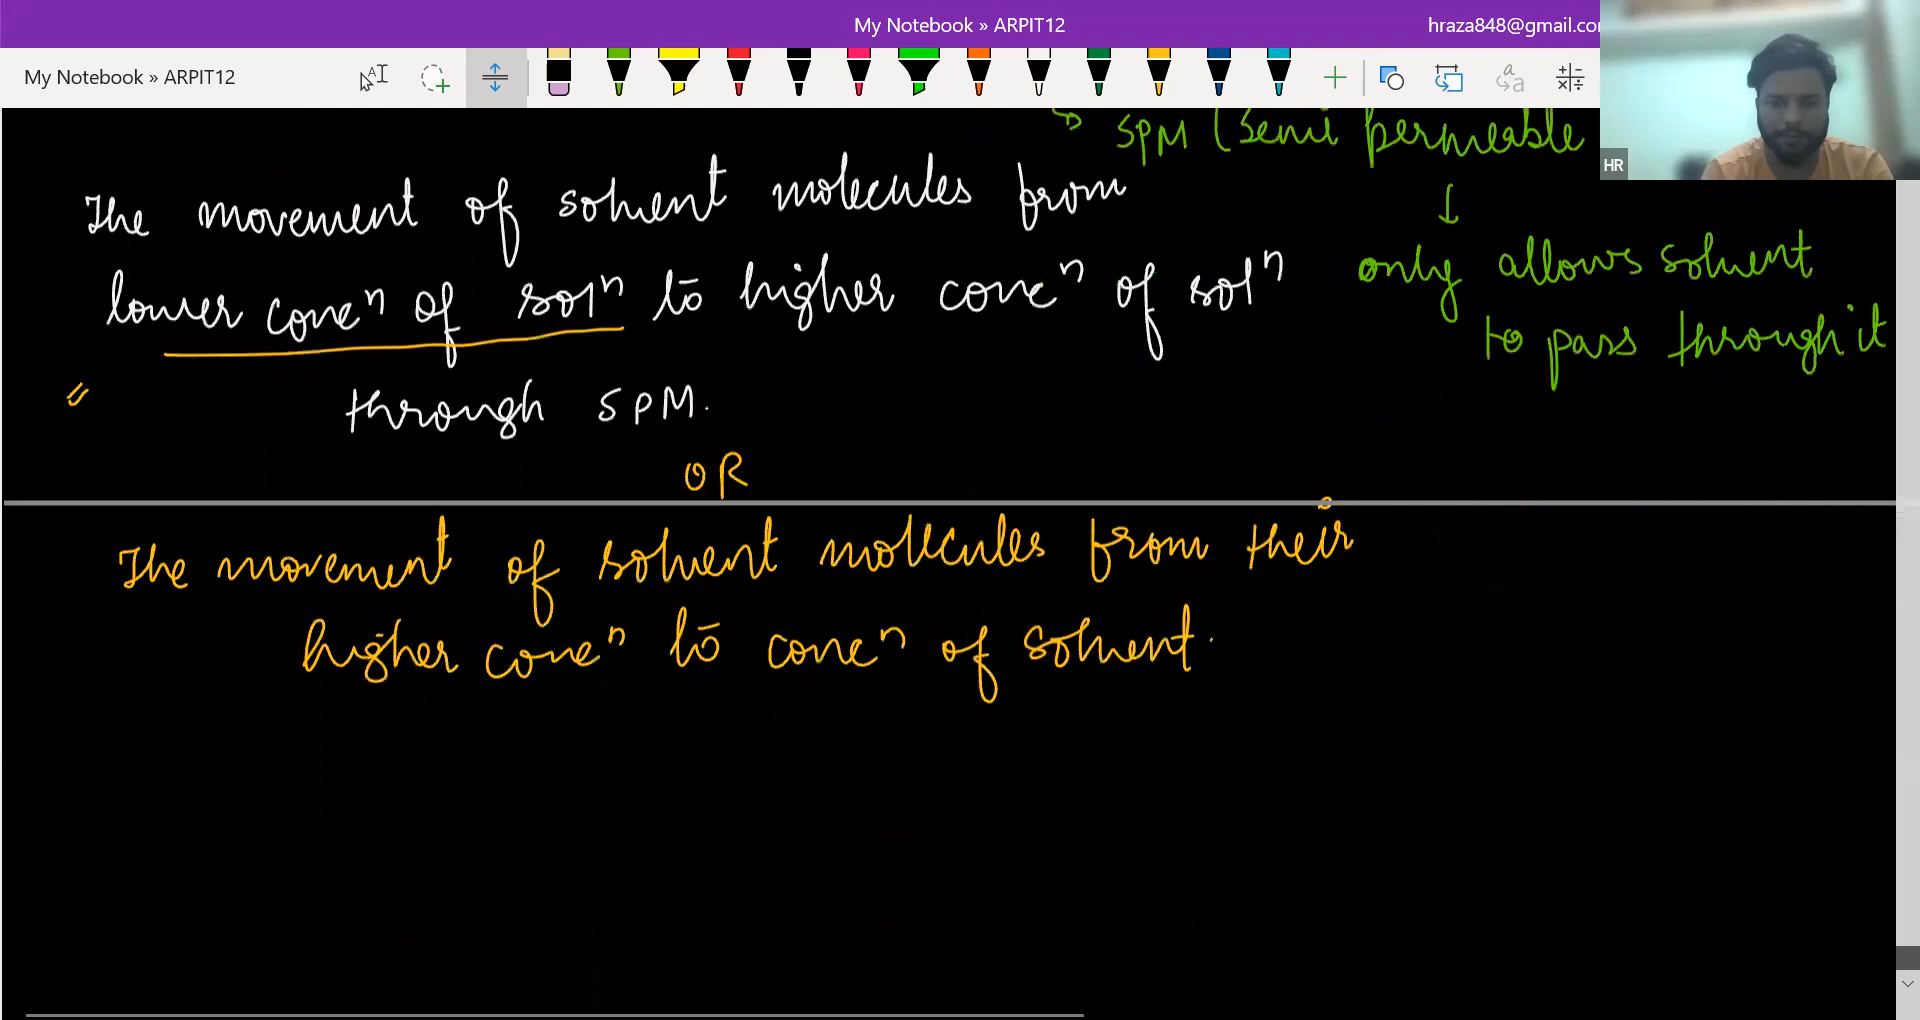 My Notebook » ARPIT12
hraza848@gmail.co
My Notebook » ARPIT12
HR
SPM (Semi permeable
↓
only allows solvent
to pass through it
The movement of solvent molecules from
lower concⁿ of solⁿ to higher concⁿ of solⁿ
through SPM.
OR
The movement of solvent molecules from their
higher concⁿ to concⁿ of solvent.